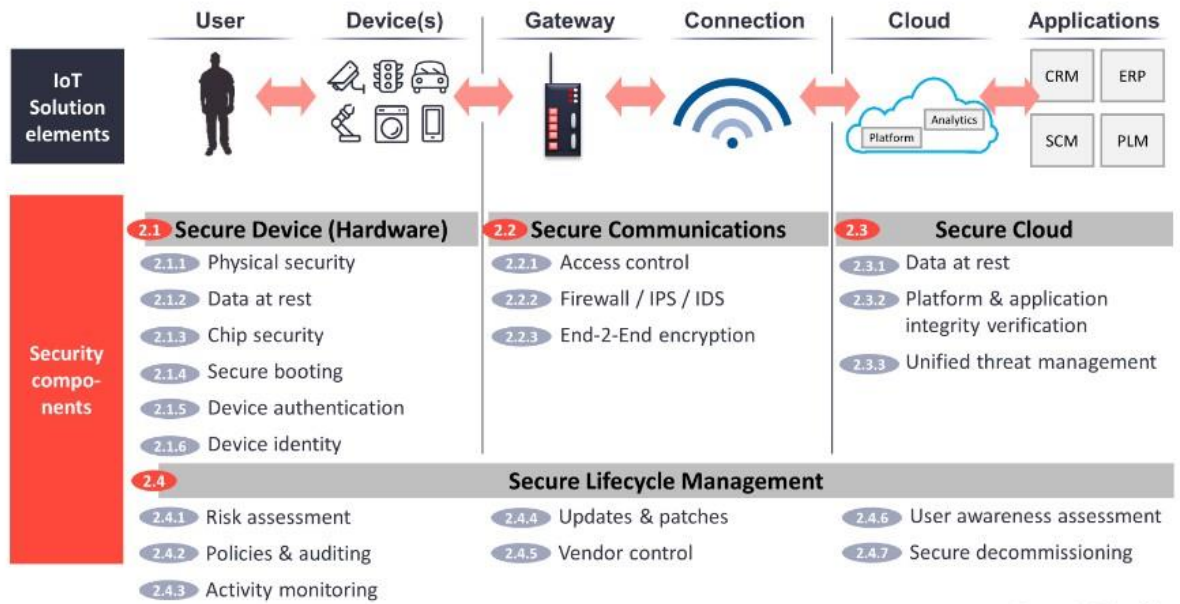 User
Device(s)
Gateway
Connection
Cloud
Applications
IoT
Solution
elements
Platform
Analytics
CRM
ERP
SCM
PLM
Security
compo-
nents
2.1 Secure Device (Hardware)
2.1.1 Physical security
2.1.2 Data at rest
2.1.3 Chip security
2.1.4 Secure booting
2.1.5 Device authentication
2.1.6 Device identity
2.2 Secure Communications
2.2.1 Access control
2.2.2 Firewall / IPS / IDS
2.2.3 End-2-End encryption
2.3 Secure Cloud
2.3.1 Data at rest
2.3.2 Platform & application
integrity verification
2.3.3 Unified threat management
2.4 Secure Lifecycle Management
2.4.1 Risk assessment
2.4.2 Policies & auditing
2.4.3 Activity monitoring
2.4.4 Updates & patches
2.4.5 Vendor control
2.4.6 User awareness assessment
2.4.7 Secure decommissioning